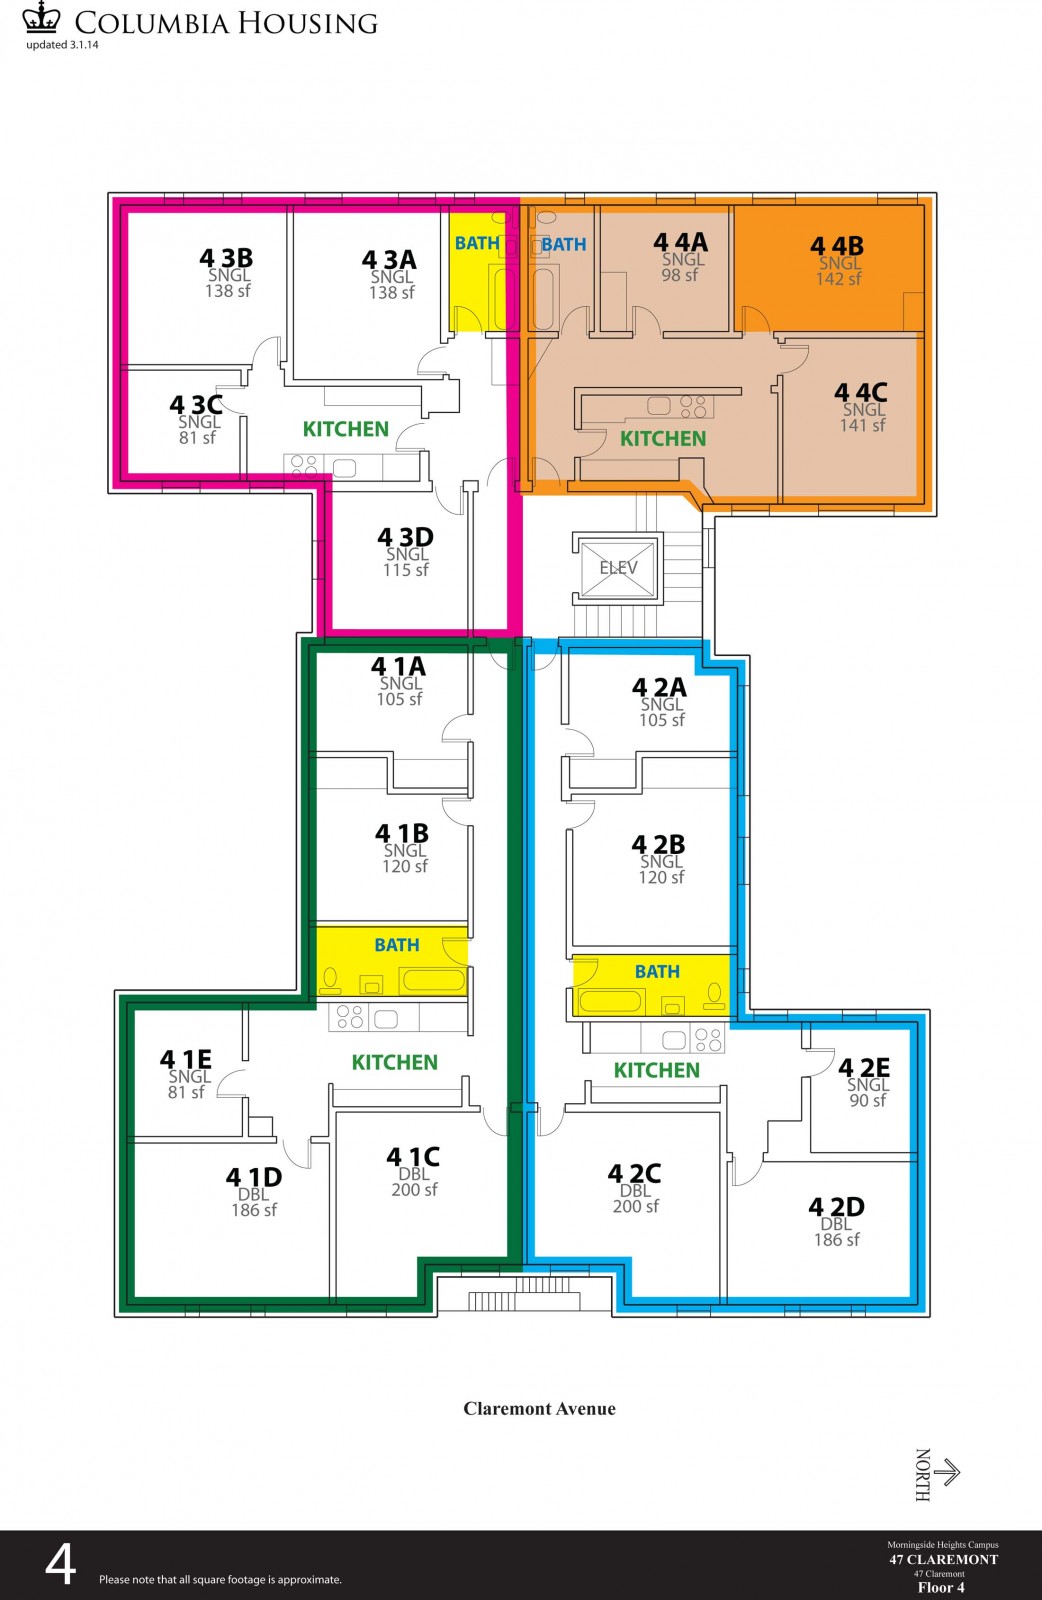 COLUMBIA HOUSING
updated 3.1.14
4 3B
SNGL
138 sf
4 3A
SNGL
138 sf
BATH
BATH
4 4A
SNGL
98 sf
4 4B
SNGL
142 sf
4 3C
SNGL
81 sf
KITCHEN
KITCHEN
4 4C
SNGL
141 sf
4 3D
SNGL
115 sf
ELEV
4 1A
SNGL
105 sf
4 2A
SNGL
105 sf
4 1B
SNGL
120 sf
4 2B
SNGL
120 sf
BATH
BATH
4 1E
SNGL
81 sf
KITCHEN
KITCHEN
4 2E
SNGL
90 sf
4 1D
DBL
186 sf
4 1C
DBL
200 sf
4 2C
DBL
200 sf
4 2D
DBL
186 sf
Claremont Avenue
NORTH
4
Please note that all square footage is approximate.
Morningside Heights Campus
47 CLAREMONT
47 Claremont
Floor 4